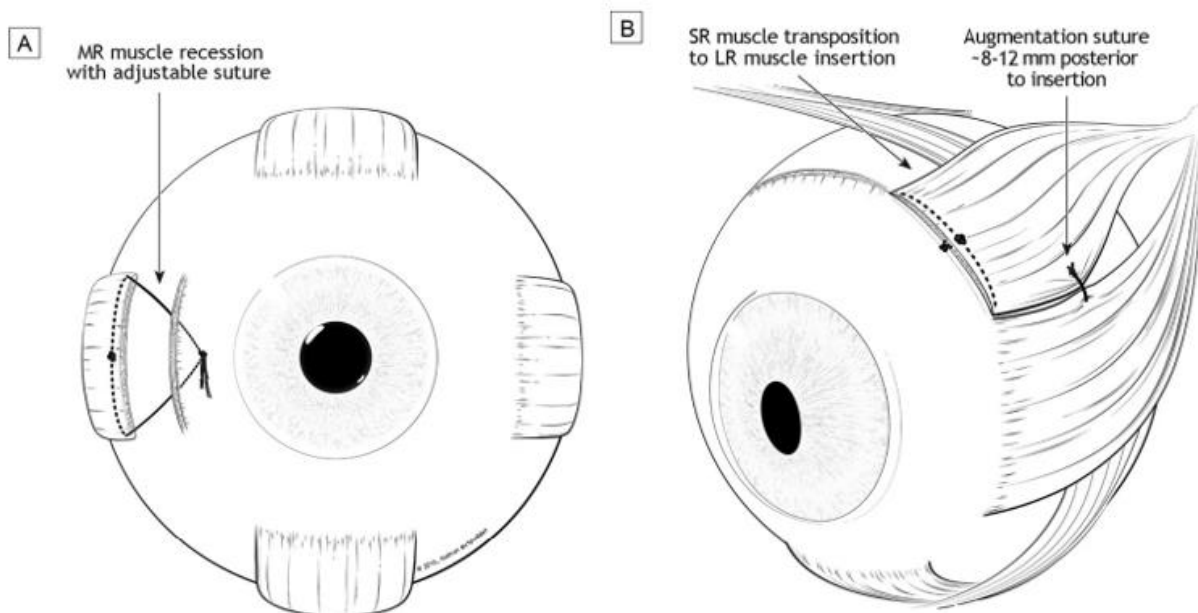 A
MR muscle recession
with adjustable suture
B
SR muscle transposition
to LR muscle insertion
Augmentation suture
~8-12 mm posterior
to insertion